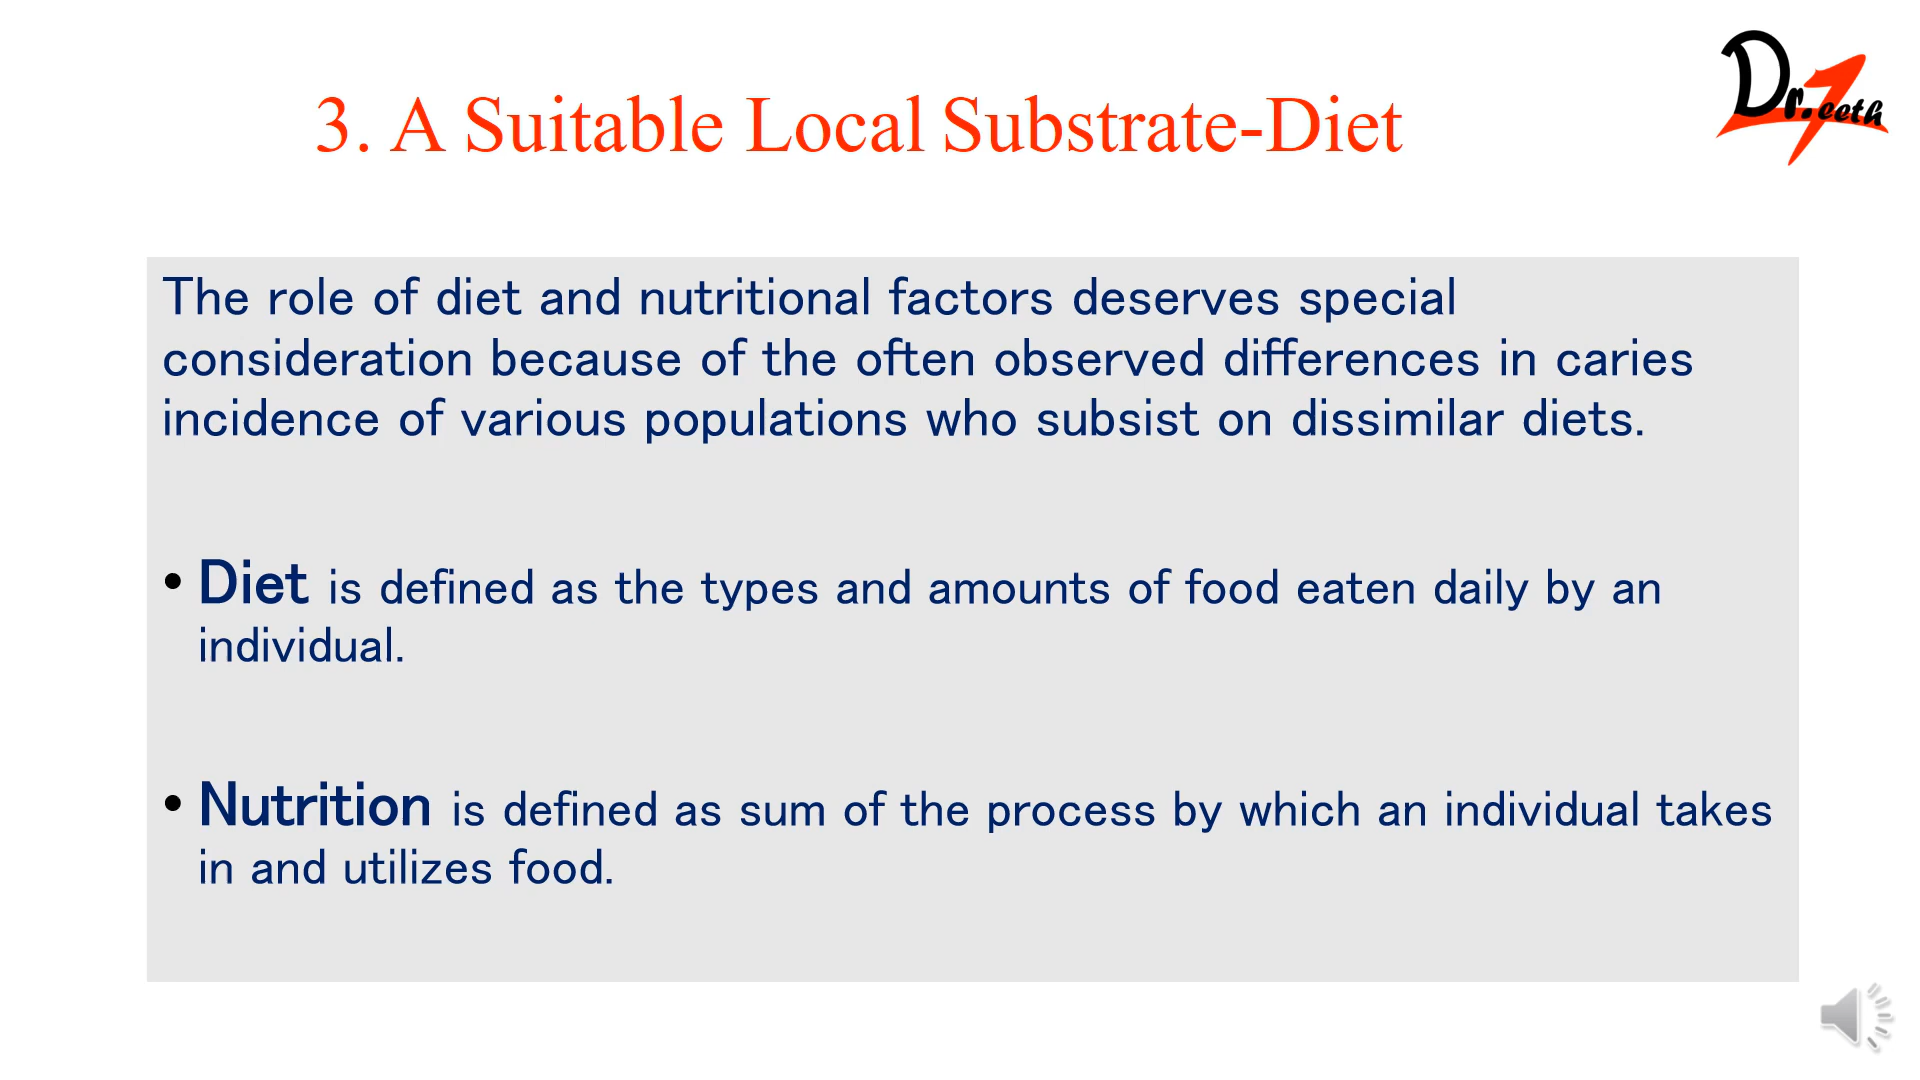 3. A Suitable Local Substrate-Diet
Dr.eeth
The role of diet and nutritional factors deserves special
consideration because of the often observed differences in caries
incidence of various populations who subsist on dissimilar diets.
• Diet is defined as the types and amounts of food eaten daily by an
individual.
• Nutrition is defined as sum of the process by which an individual takes
in and utilizes food.